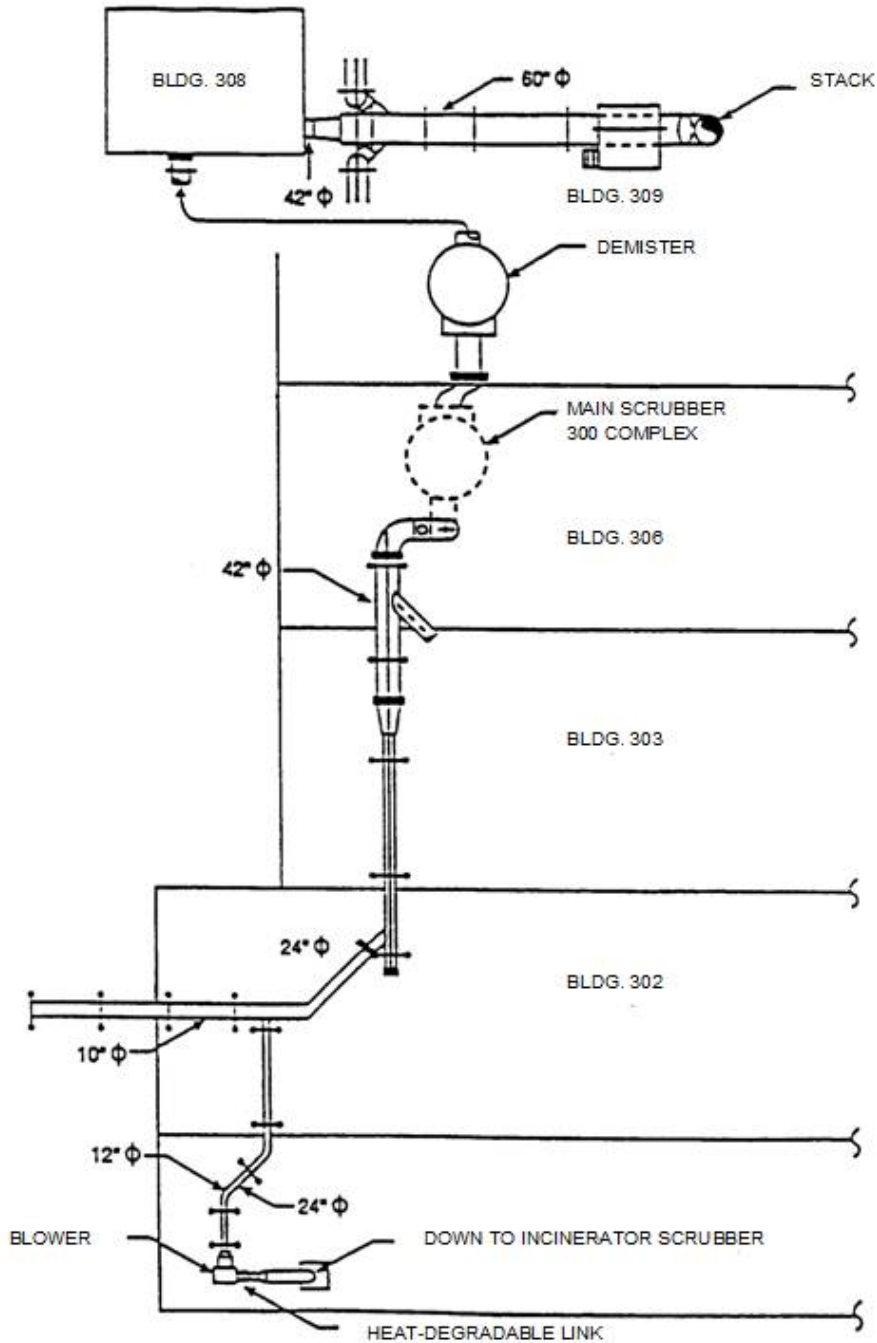 BLDG. 308
60" Φ
STACK
42" Φ
BLDG. 309
DEMISTER
MAIN SCRUBBER
300 COMPLEX
BLDG. 306
42" Φ
BLDG. 303
24" Φ
BLDG. 302
10" Φ
12" Φ
24" Φ
BLOWER
DOWN TO INCINERATOR SCRUBBER
HEAT-DEGRADABLE LINK